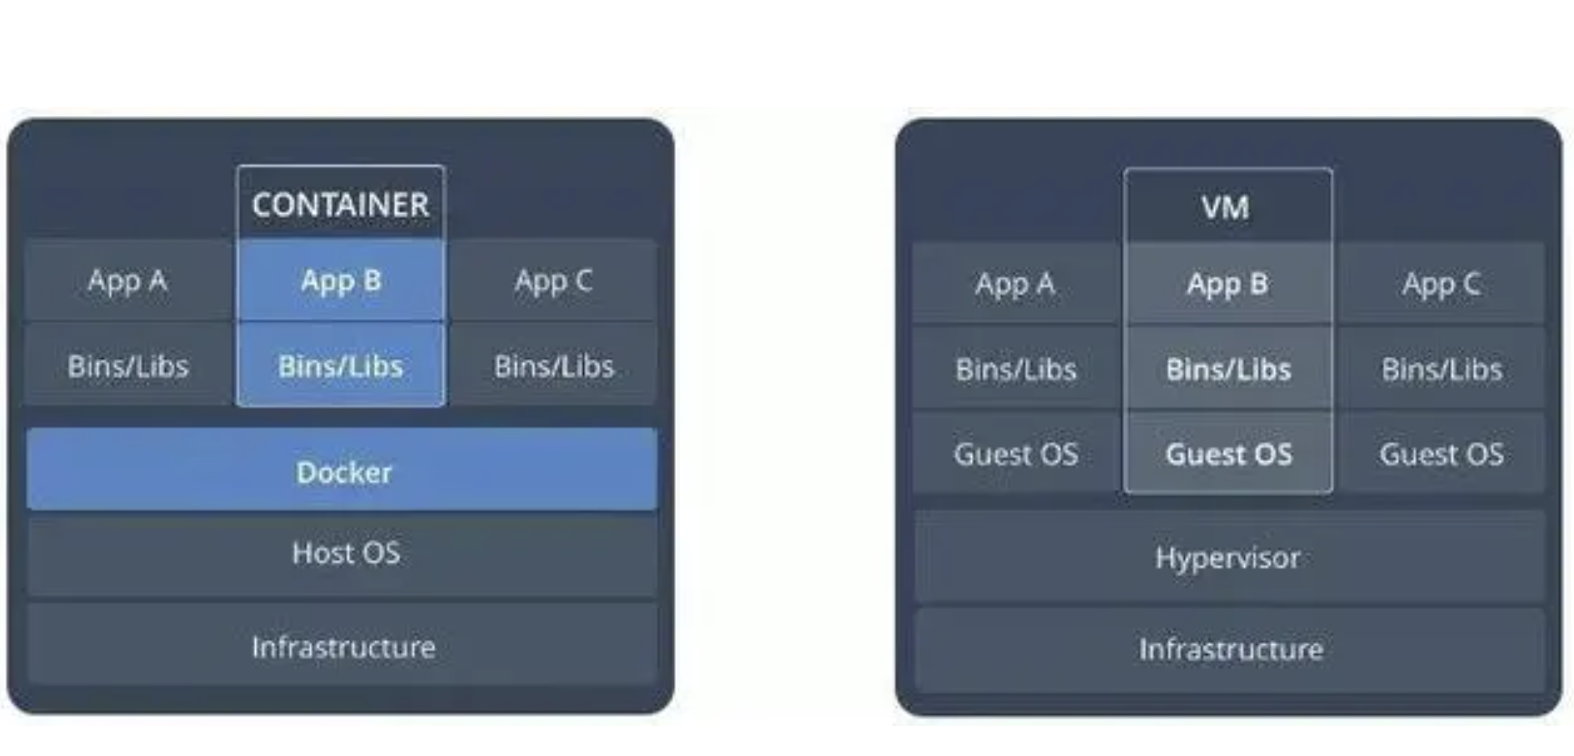 CONTAINER
App A
App B
App C
Bins/Libs
Bins/Libs
Bins/Libs
Docker
Host OS
Infrastructure
VM
App A
App B
App C
Bins/Libs
Bins/Libs
Bins/Libs
Guest OS
Guest OS
Guest OS
Hypervisor
Infrastructure